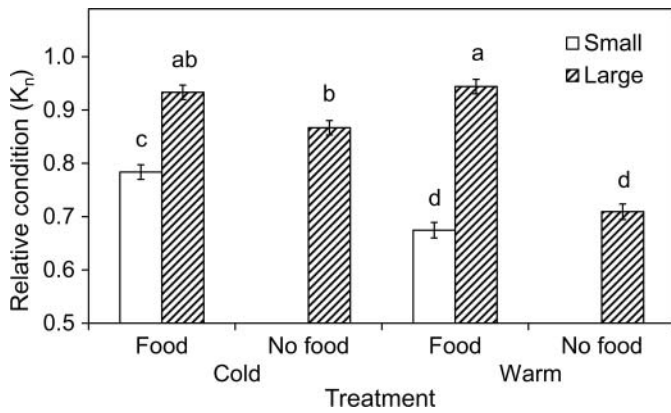 Relative condition (Kn)
1.0
0.9
0.8
0.7
0.6
0.5
ab
a
b
c
d
d
Small
Large
Food No food Food No food
Cold Warm
Treatment